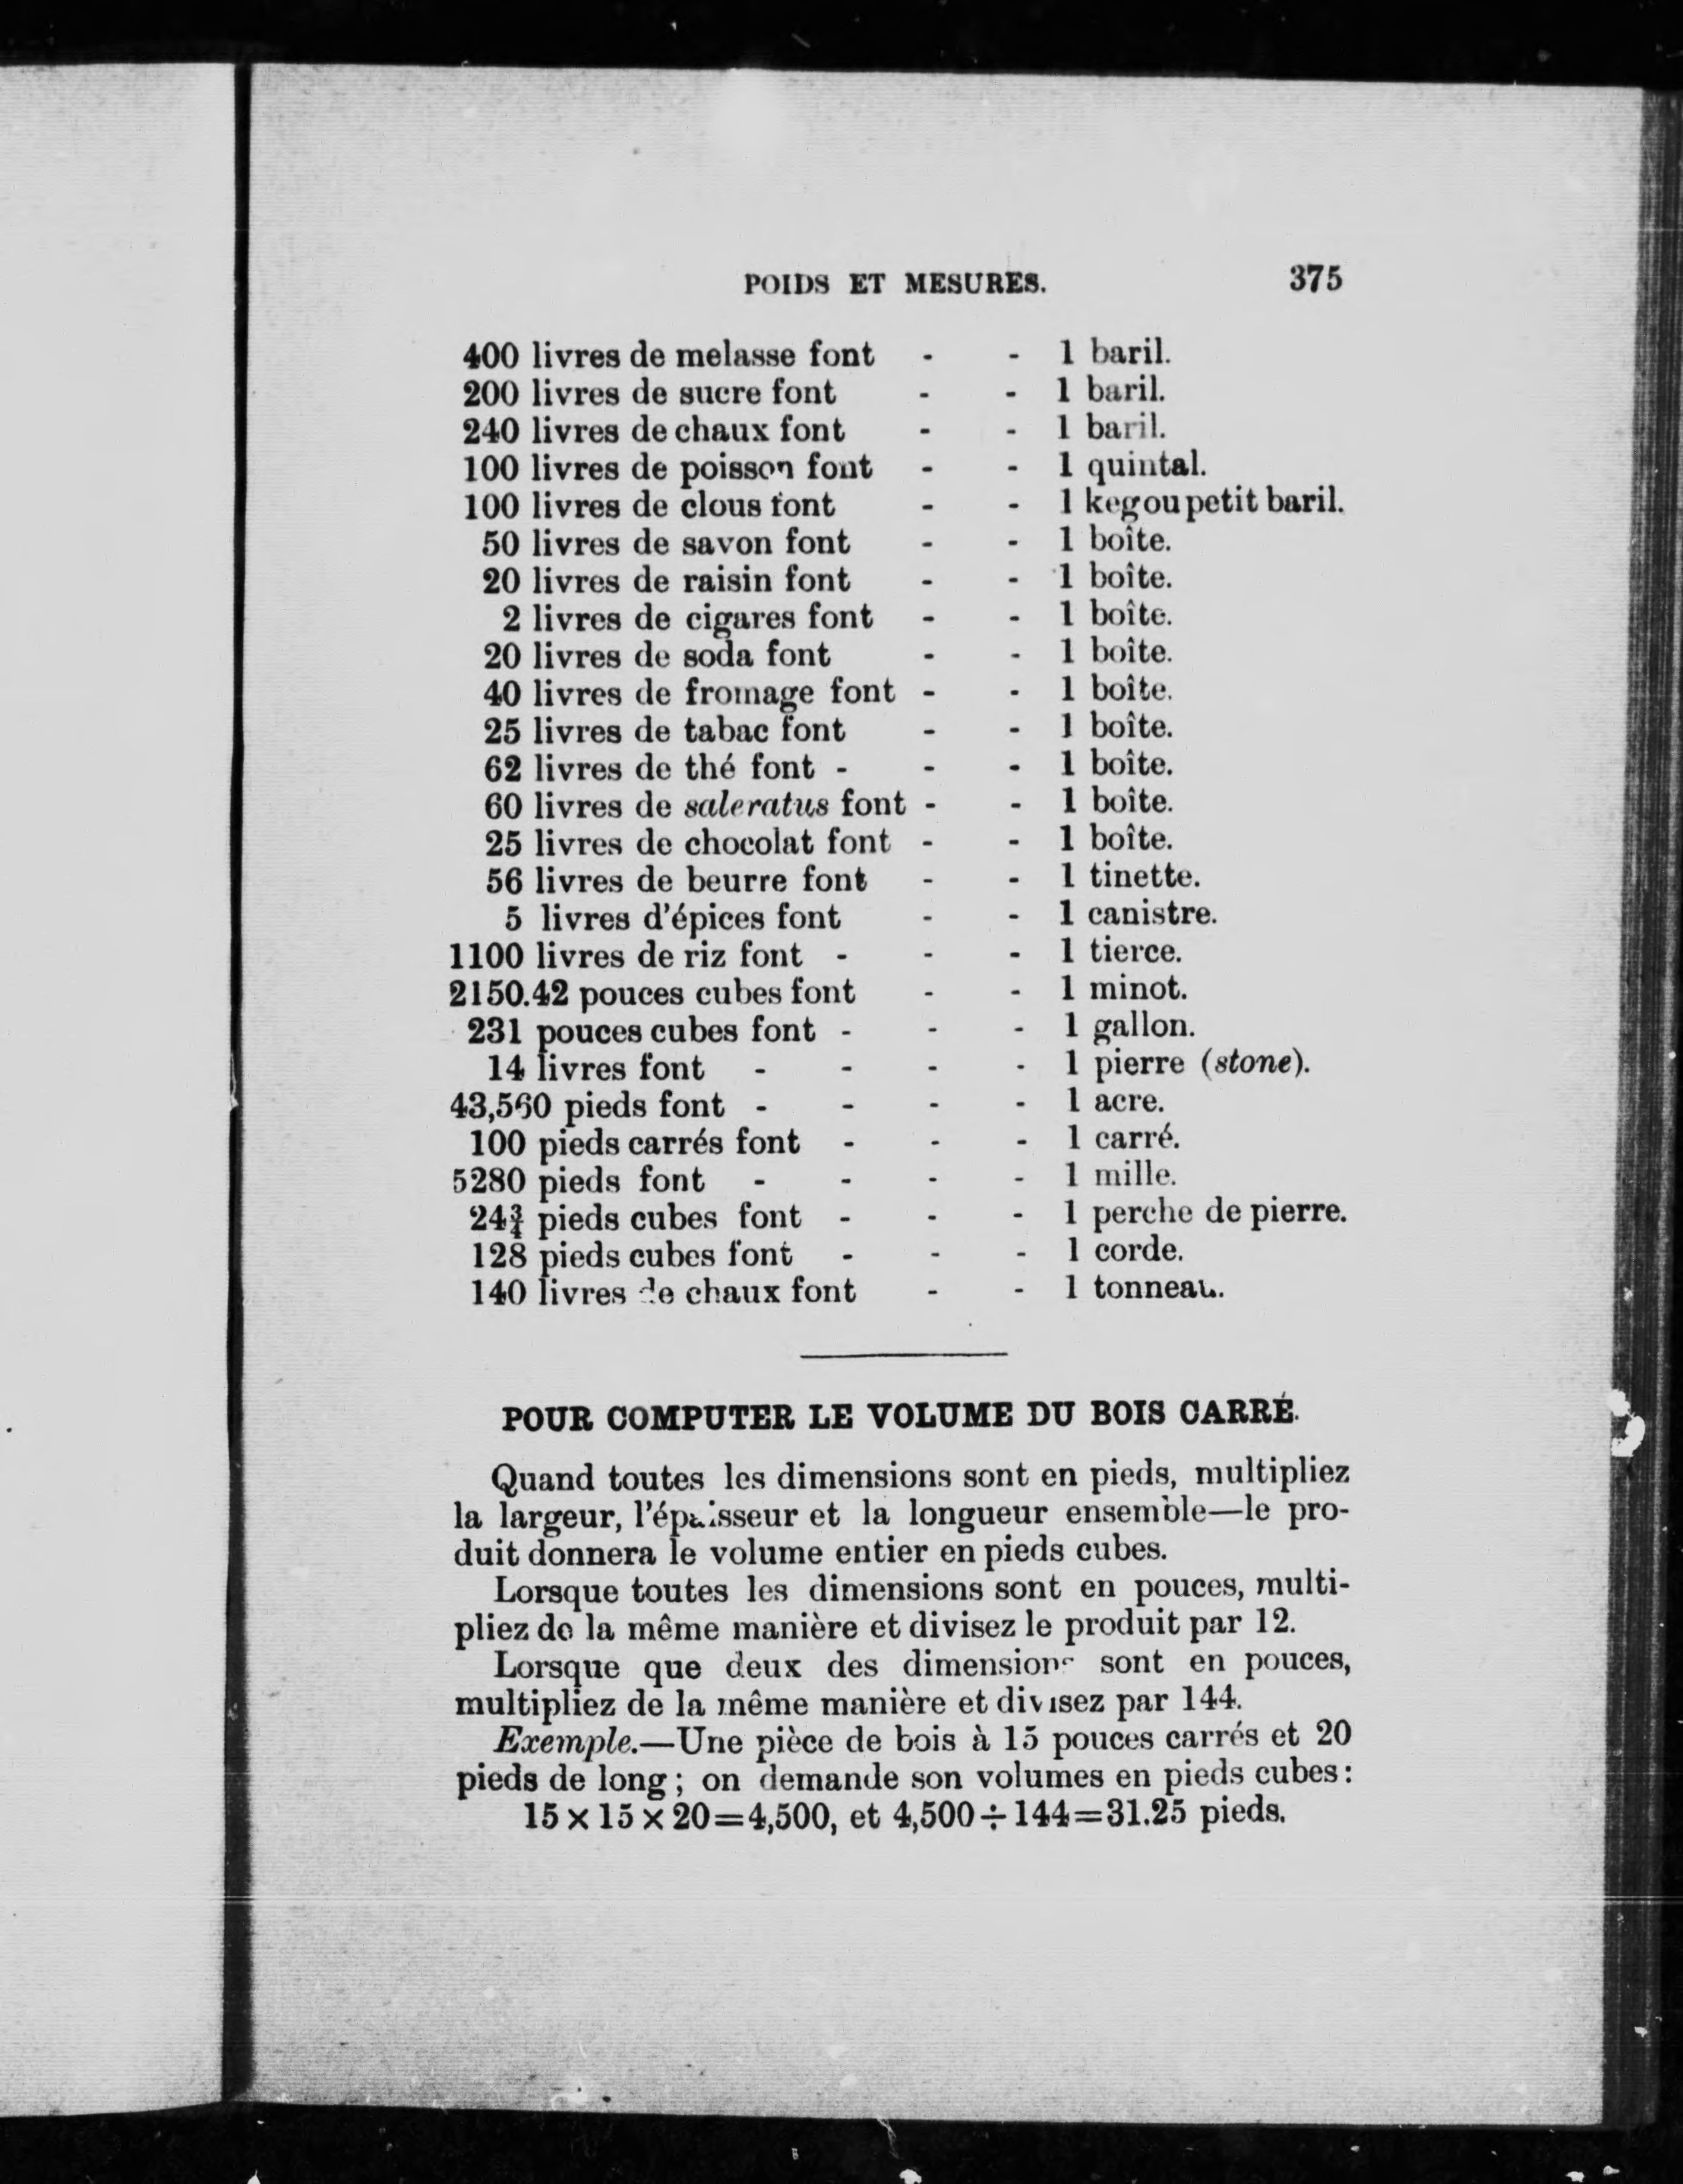 POIDS ET MESURES. 375
400 livres de melasse font - - 1 baril.
200 livres de sucre font - - 1 baril.
240 livres de chaux font - - 1 baril.
100 livres de poisson font - - 1 quintal.
100 livres de clous font - - 1 keg ou petit baril.
50 livres de savon font - - 1 boîte.
20 livres de raisin font - - 1 boîte.
2 livres de cigares font - - 1 boîte.
20 livres de soda font - - 1 boîte.
40 livres de fromage font - - 1 boîte.
25 livres de tabac font - - 1 boîte.
62 livres de thé font - - - 1 boîte.
60 livres de saleratus font - - 1 boîte.
25 livres de chocolat font - - 1 boîte.
56 livres de beurre font - - 1 tinette.
5 livres d'épices font - - 1 canistre.
1100 livres de riz font - - - 1 tierce.
2150.42 pouces cubes font - - 1 minot.
231 pouces cubes font - - - 1 gallon.
14 livres font - - - - 1 pierre (stone).
43,560 pieds font - - - - 1 acre.
100 pieds carrés font - - - 1 carré.
5280 pieds font - - - - 1 mille.
24¾ pieds cubes font - - - 1 perche de pierre.
128 pieds cubes font - - - 1 corde.
140 livres de chaux font - - 1 tonneau.
POUR COMPUTER LE VOLUME DU BOIS CARRÉ.
Quand toutes les dimensions sont en pieds, multipliez
la largeur, l'épaisseur et la longueur ensemble—le pro-
duit donnera le volume entier en pieds cubes.
Lorsque toutes les dimensions sont en pouces, multi-
pliez de la même manière et divisez le produit par 12.
Lorsque que deux des dimensions sont en pouces,
multipliez de la même manière et divisez par 144.
Exemple.—Une pièce de bois à 15 pouces carrés et 20
pieds de long; on demande son volumes en pieds cubes:
15×15×20=4,500, et 4,500÷144=31.25 pieds.